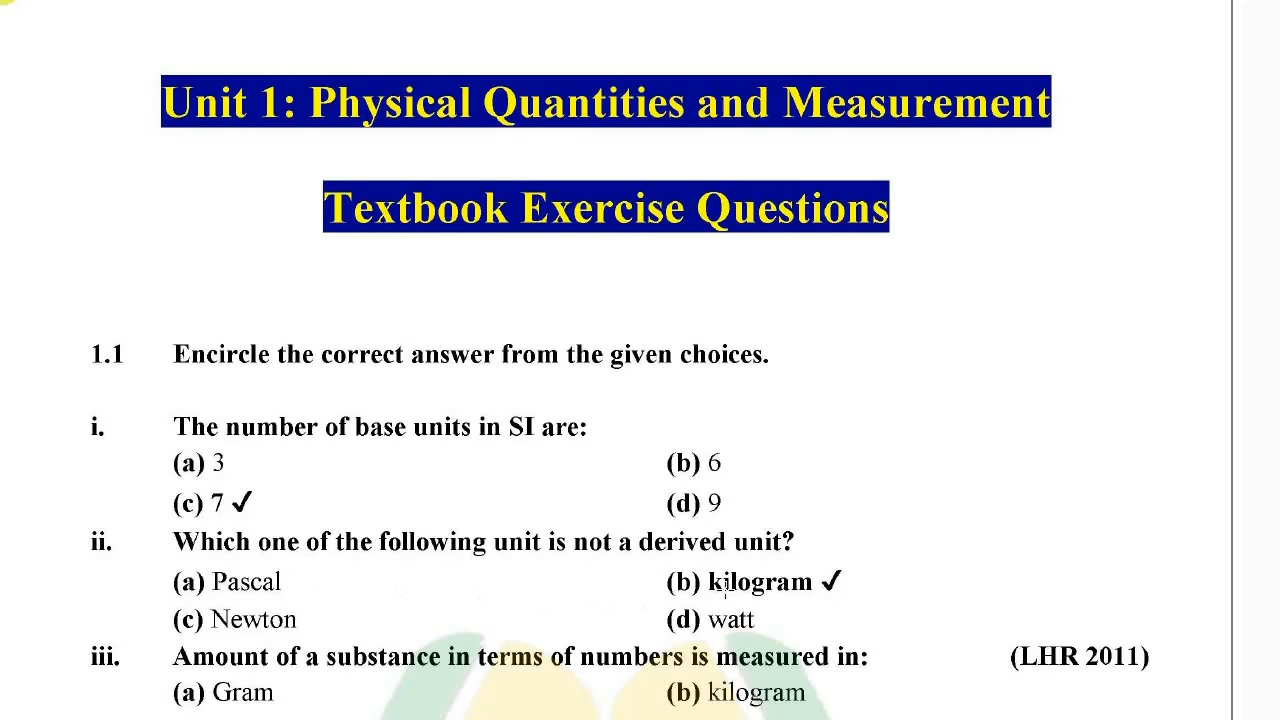 Unit 1: Physical Quantities and Measurement
Textbook Exercise Questions
1.1 Encircle the correct answer from the given choices.
i. The number of base units in SI are:
(a) 3 (b) 6
(c) 7 ✓ (d) 9
ii. Which one of the following unit is not a derived unit?
(a) Pascal (b) kilogram ✓
(c) Newton (d) watt
iii. Amount of a substance in terms of numbers is measured in: (LHR 2011)
(a) Gram (b) kilogram